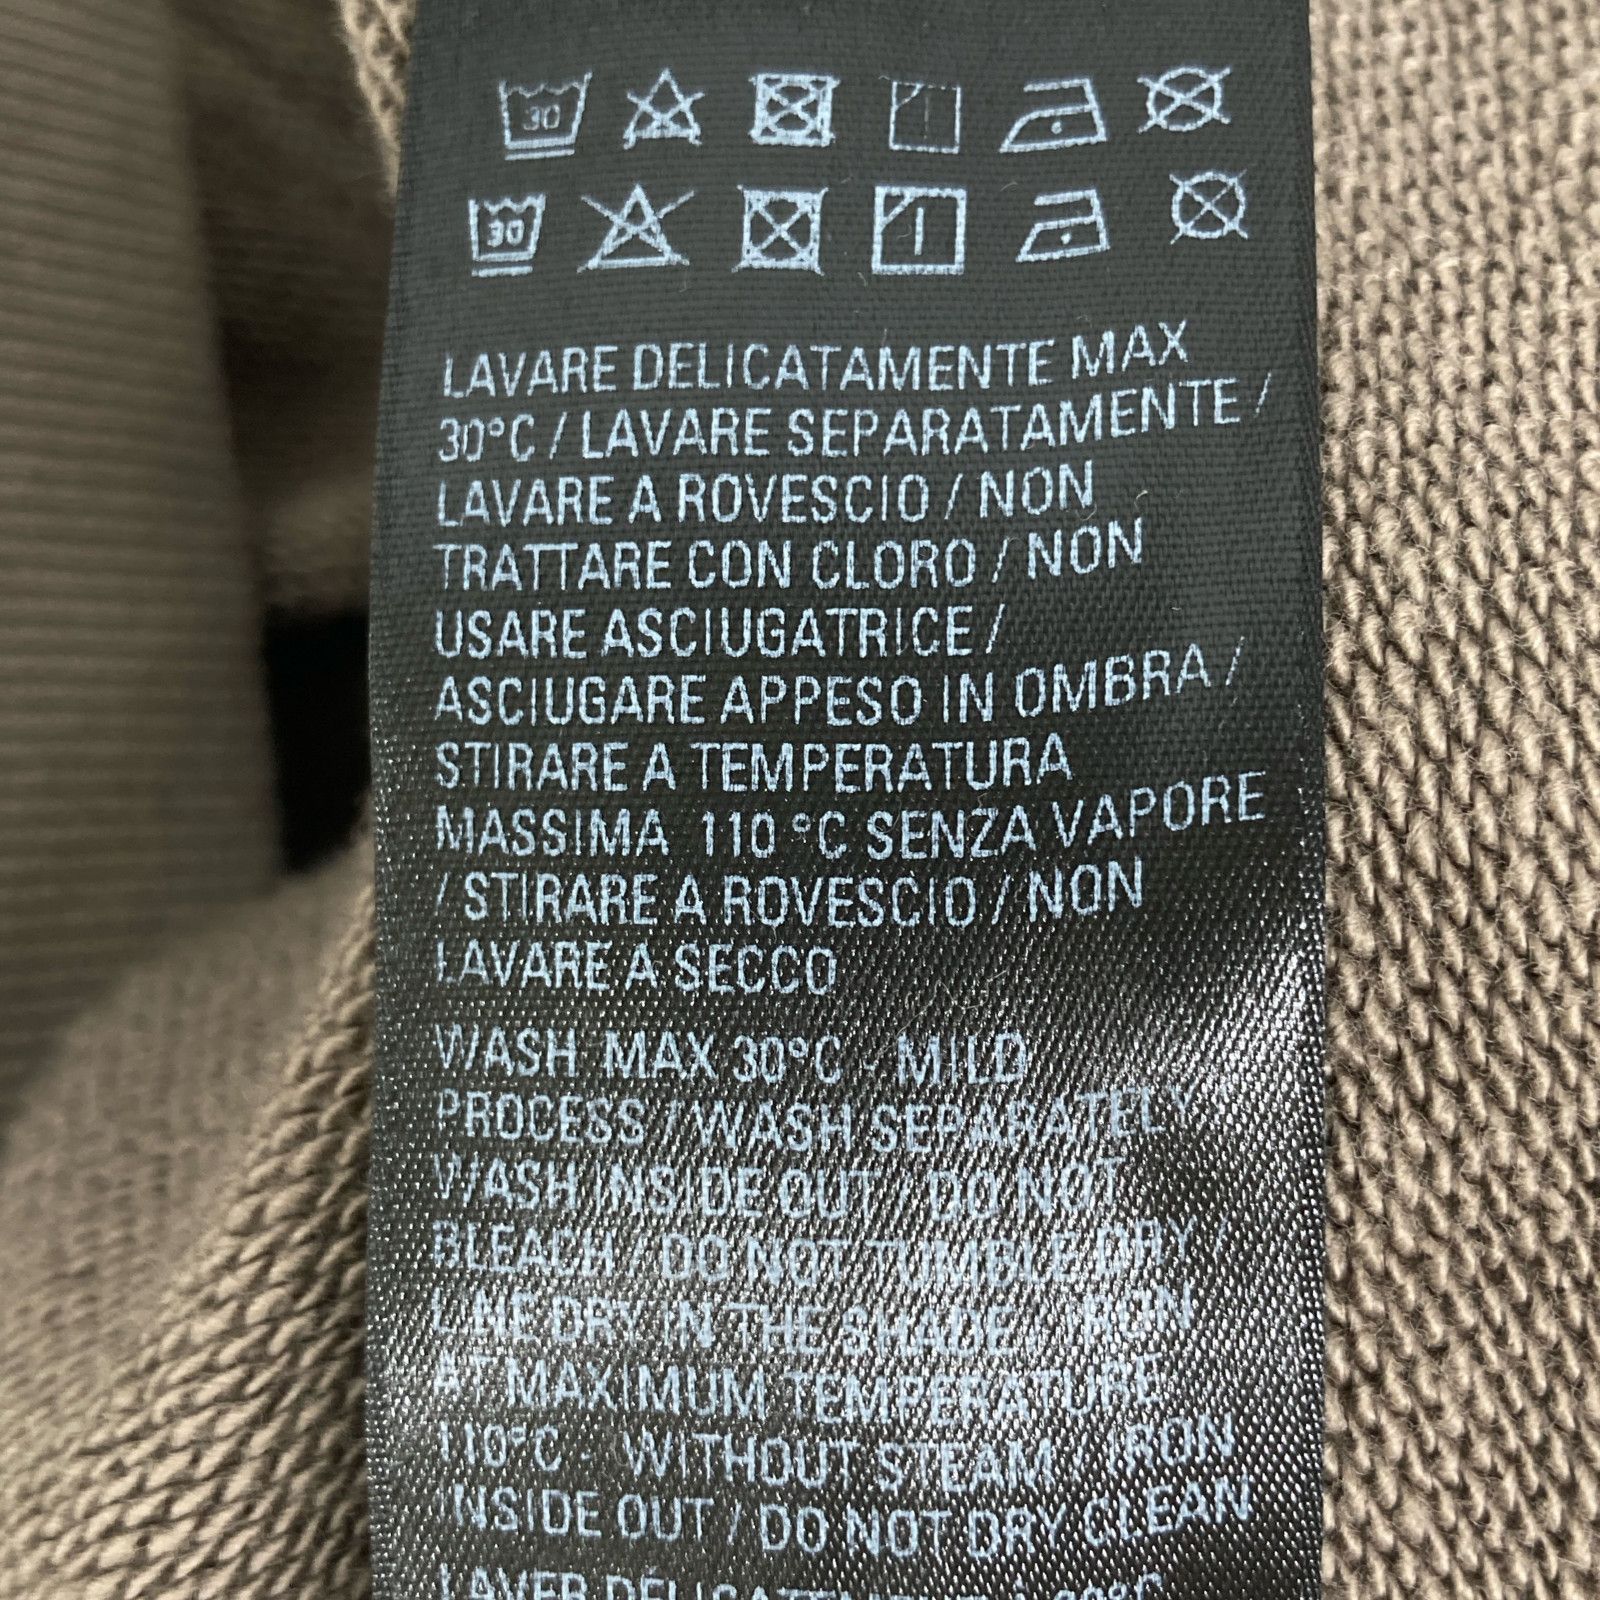 30
30
LAVARE DELICATAMENTE MAX
30°C / LAVARE SEPARATAMENTE /
LAVARE A ROVESCIO / NON
TRATTARE CON CLORO / NON
USARE ASCIUGATRICE /
ASCIUGARE APPESO IN OMBRA /
STIRARE A TEMPERATURA
MASSIMA 110 °C SENZA VAPORE
/ STIRARE A ROVESCIO / NON
LAVARE A SECCO
WASH MAX 30°C - MILD
PROCESS / WASH SEPARATELY
WASH INSIDE OUT / DO NOT
BLEACH / DO NOT TUMBLE DRY /
LINE DRY IN THE SHADE / IRON
AT MAXIMUM TEMPERATURE
110°C - WITHOUT STEAM / IRON
INSIDE OUT / DO NOT DRY CLEAN
LAVER DÉLICATEMENT À 30°C